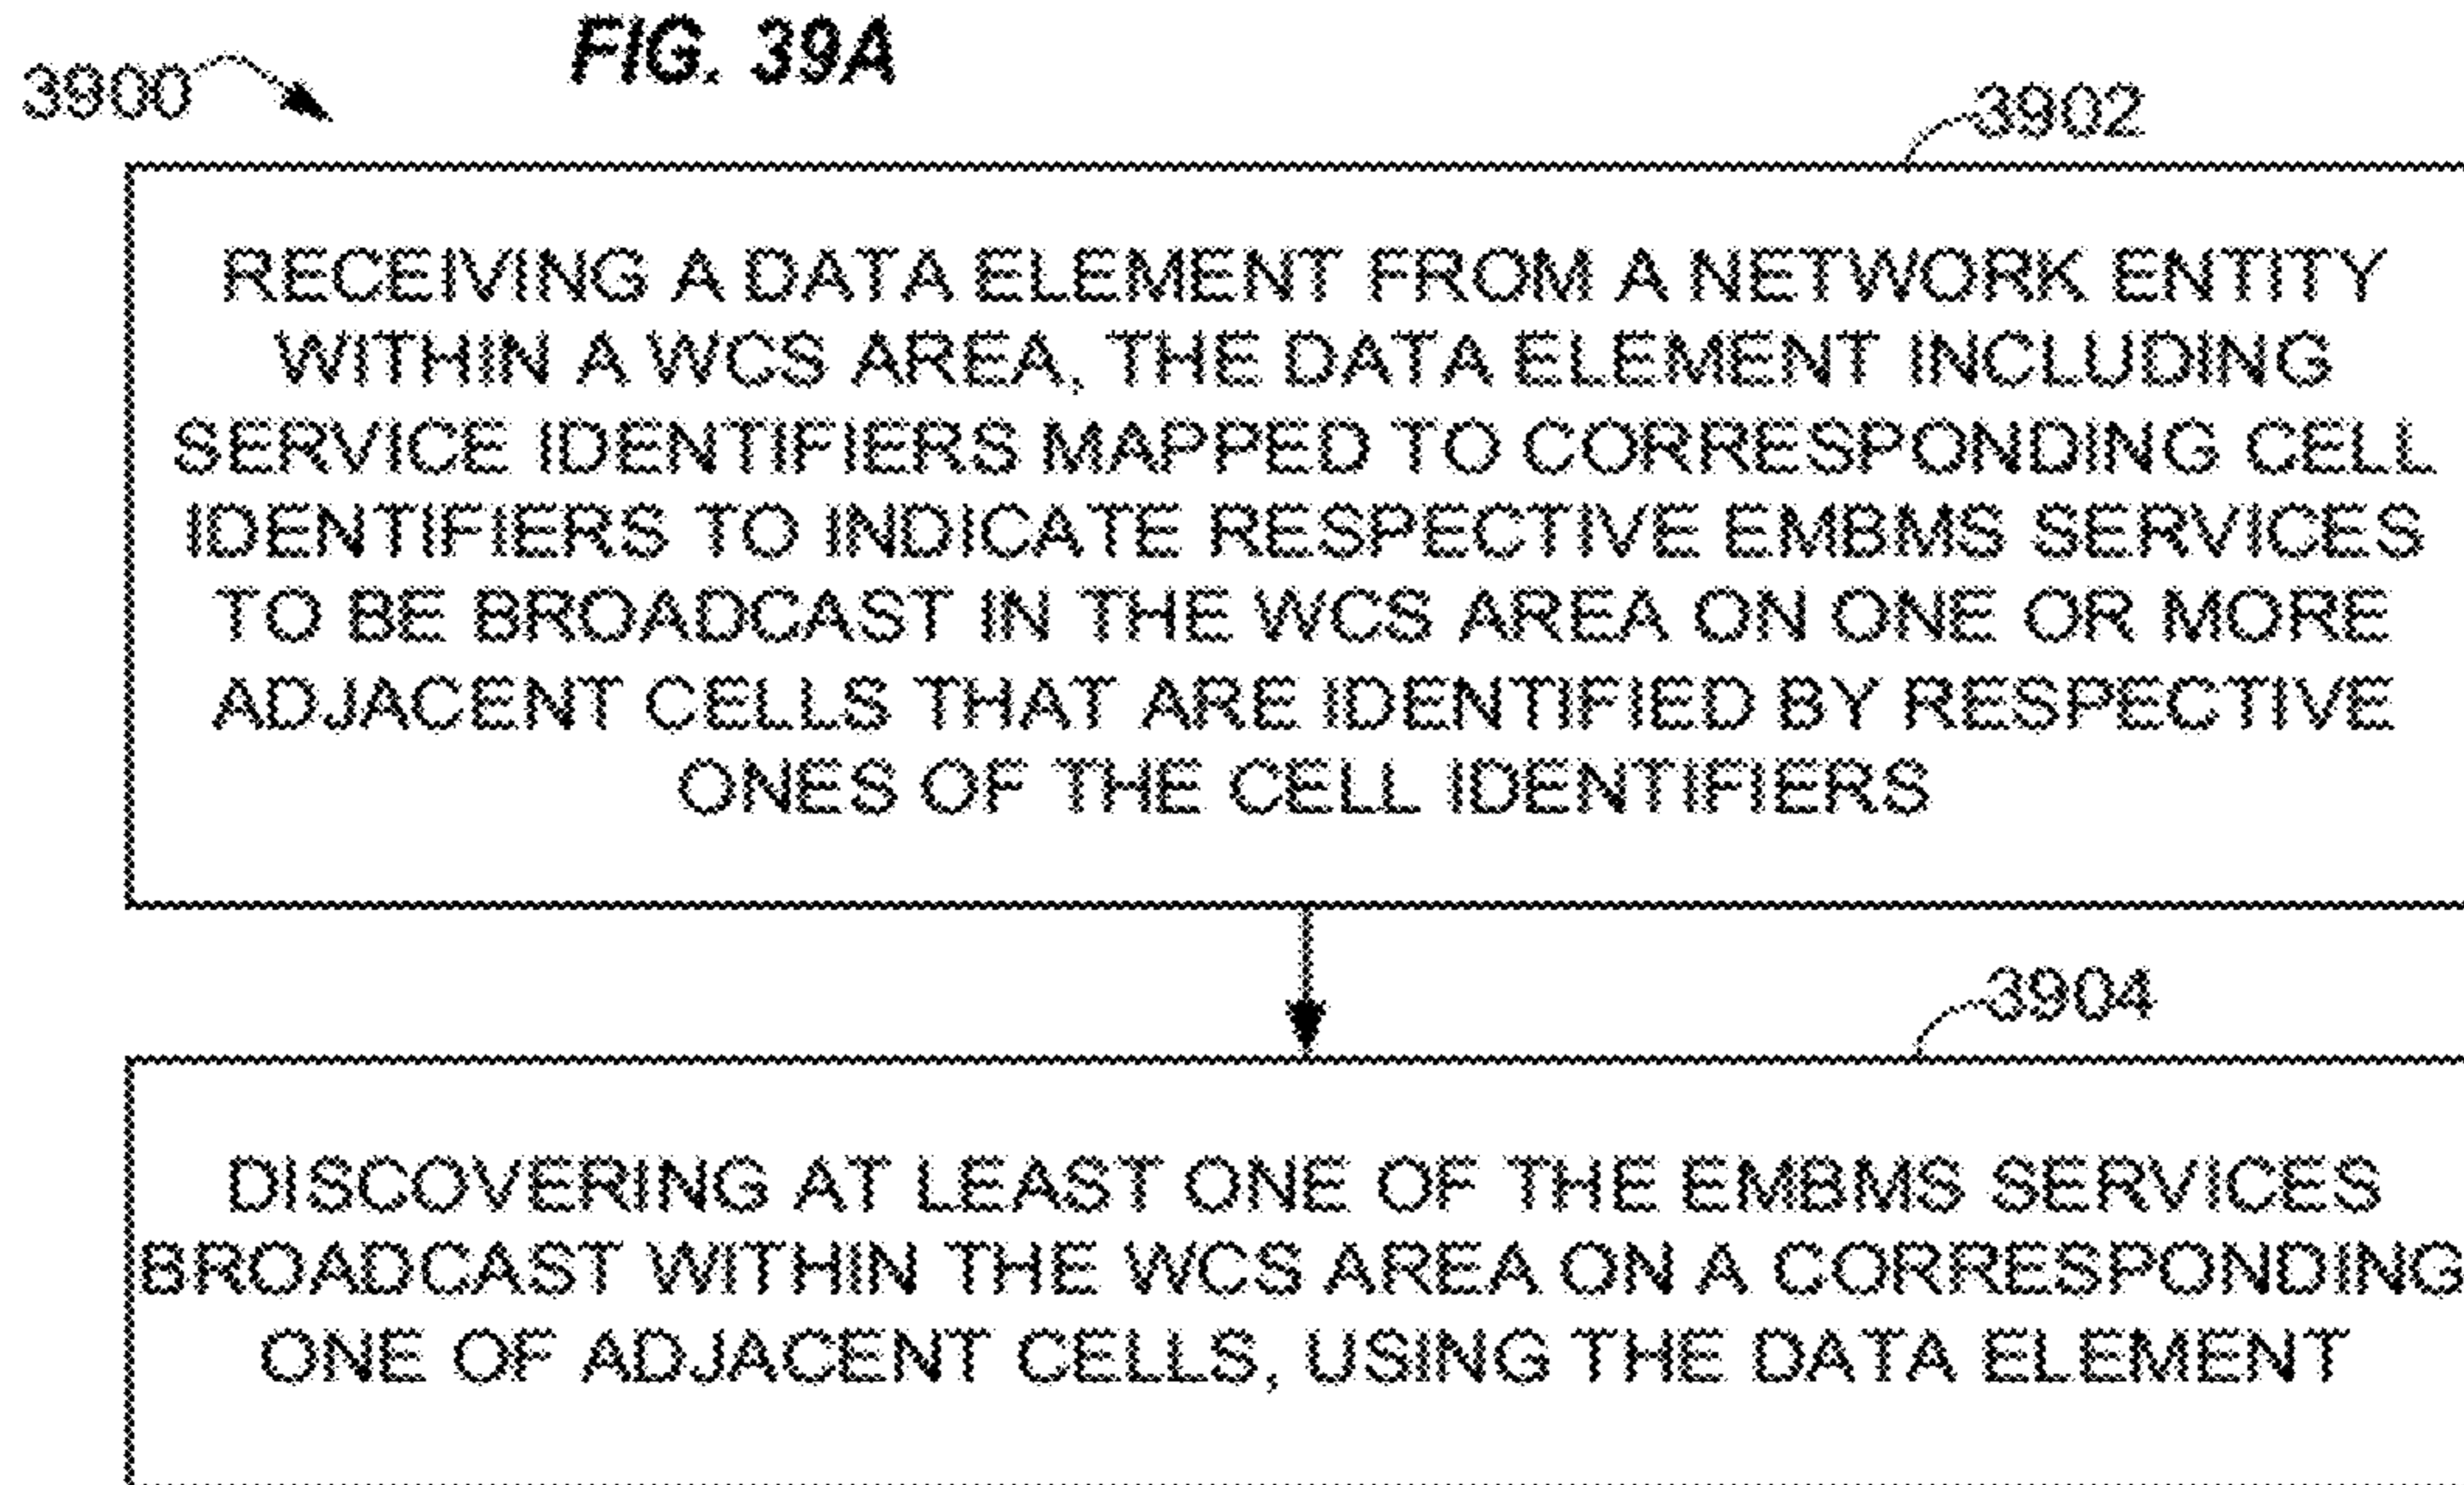 FIG. 39A
3900
3902
RECEIVING A DATA ELEMENT FROM A NETWORK ENTITY
WITHIN A WCS AREA, THE DATA ELEMENT INCLUDING
SERVICE IDENTIFIERS MAPPED TO CORRESPONDING CELL
IDENTIFIERS TO INDICATE RESPECTIVE EMBMS SERVICES
TO BE BROADCAST IN THE WCS AREA ON ONE OR MORE
ADJACENT CELLS THAT ARE IDENTIFIED BY RESPECTIVE
ONES OF THE CELL IDENTIFIERS
3904
DISCOVERING AT LEAST ONE OF THE EMBMS SERVICES
BROADCAST WITHIN THE WCS AREA ON A CORRESPONDING
ONE OF ADJACENT CELLS, USING THE DATA ELEMENT